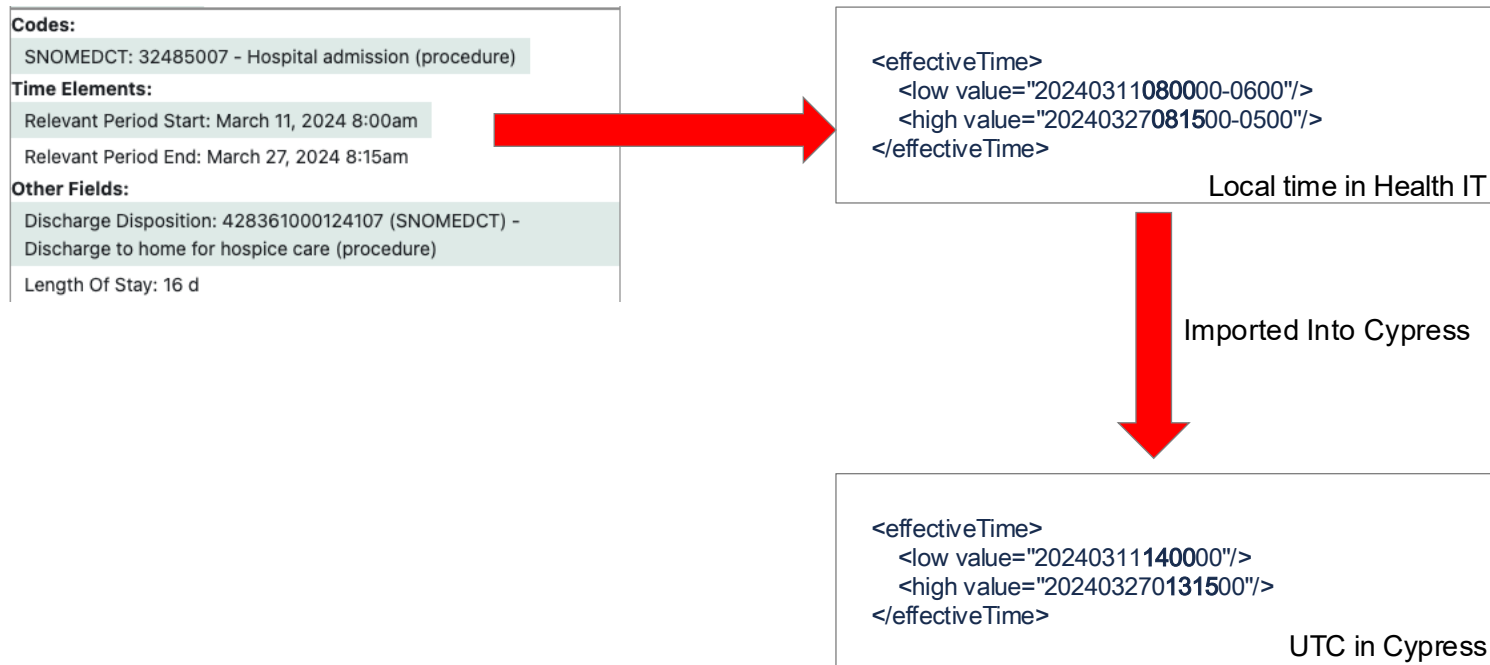 Codes:
SNOMEDCT: 32485007 - Hospital admission (procedure)
Time Elements:
Relevant Period Start: March 11, 2024 8:00am
Relevant Period End: March 27, 2024 8:15am
Other Fields:
Discharge Disposition: 428361000124107 (SNOMEDCT) -
Discharge to home for hospice care (procedure)
Length Of Stay: 16 d
<effectiveTime>
<low value="20240311080000-0600"/>
<high value="20240327081500-0500"/>
</effectiveTime>
Local time in Health IT
Imported Into Cypress
<effectiveTime>
<low value="20240311140000"/>
<high value="202403270131500"/>
</effectiveTime>
UTC in Cypress